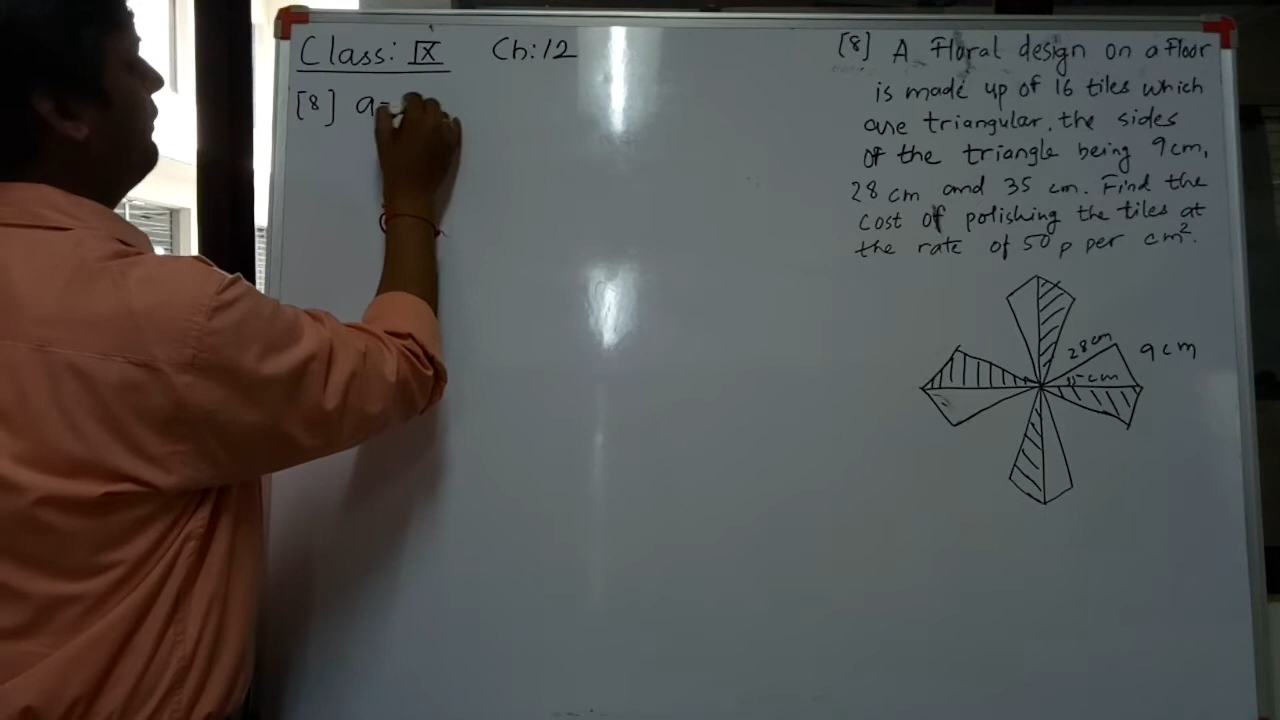 Class: IX Ch:12
[8] a=
[8] A Floral design on a Floor
is made up of 16 tiles which
are triangular, the sides
of the triangle being 9cm,
28 cm and 35 cm. Find the
cost of polishing the tiles at
the rate of 50 p per cm².
28cm
9cm
cm